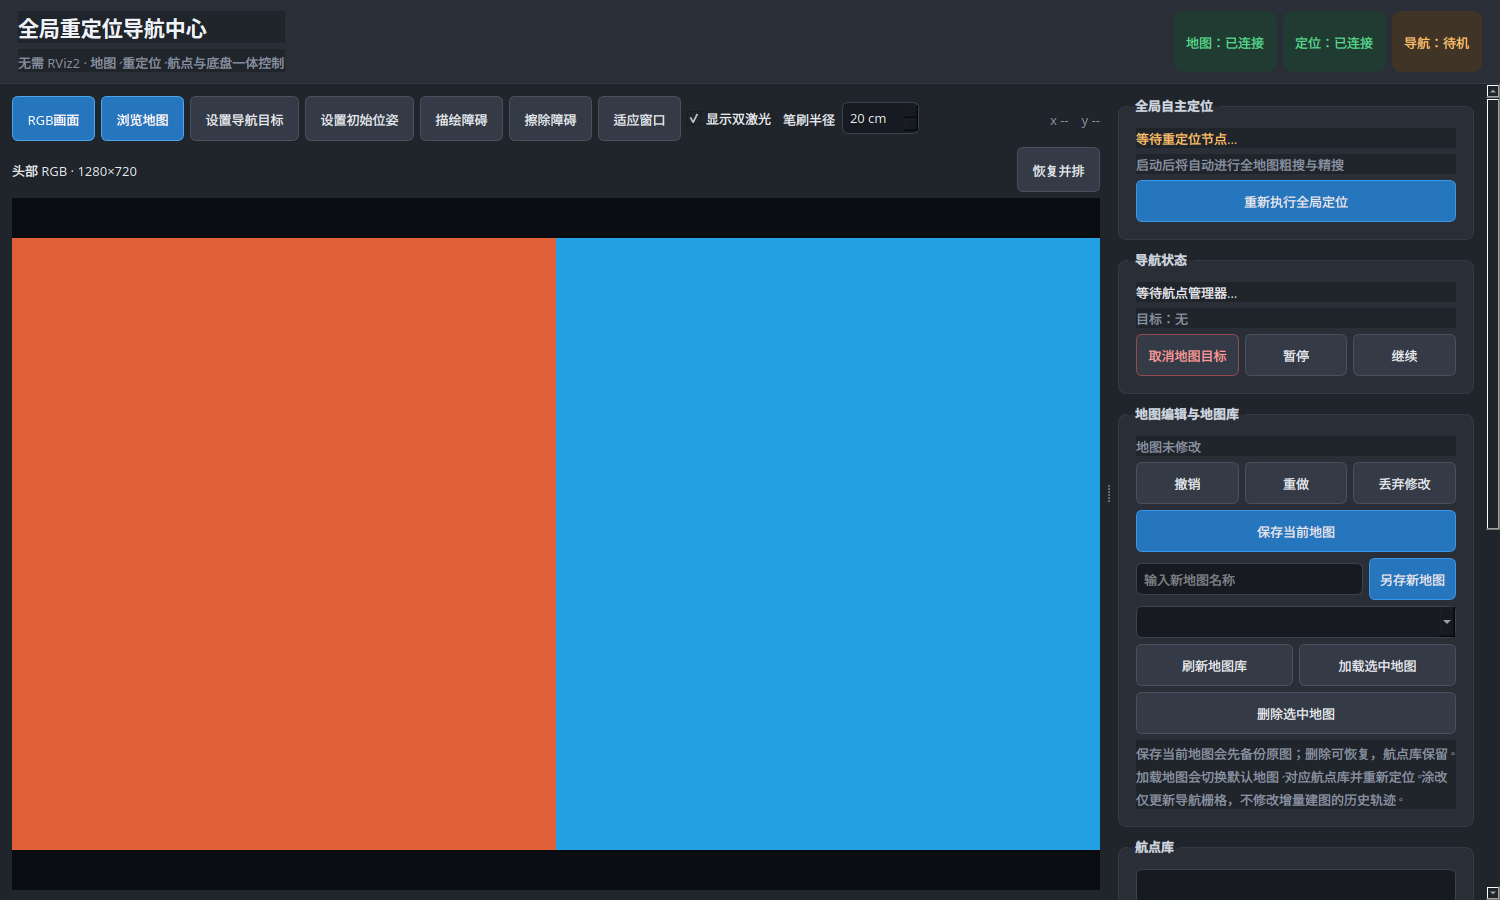 全局重定位导航中心
无需 RViz2 · 地图 · 重定位 · 航点与底盘一体控制
地图：已连接
定位：已连接
导航：待机
RGB画面
浏览地图
设置导航目标
设置初始位姿
描绘障碍
擦除障碍
适应窗口
✓ 显示双激光
笔刷半径
20 cm
x -- y --
头部 RGB · 1280×720
恢复并排
全局自主定位
等待重定位节点...
启动后将自动进行全地图粗搜与精搜
重新执行全局定位
导航状态
等待航点管理器...
目标：无
取消地图目标
暂停
继续
地图编辑与地图库
地图未修改
撤销
重做
丢弃修改
保存当前地图
输入新地图名称
另存新地图
刷新地图库
加载选中地图
删除选中地图
保存当前地图会先备份原图；删除可恢复，航点库保留。
加载地图会切换默认地图、对应航点库并重新定位。涂改
仅更新导航栅格，不修改增量建图的历史轨迹。
航点库